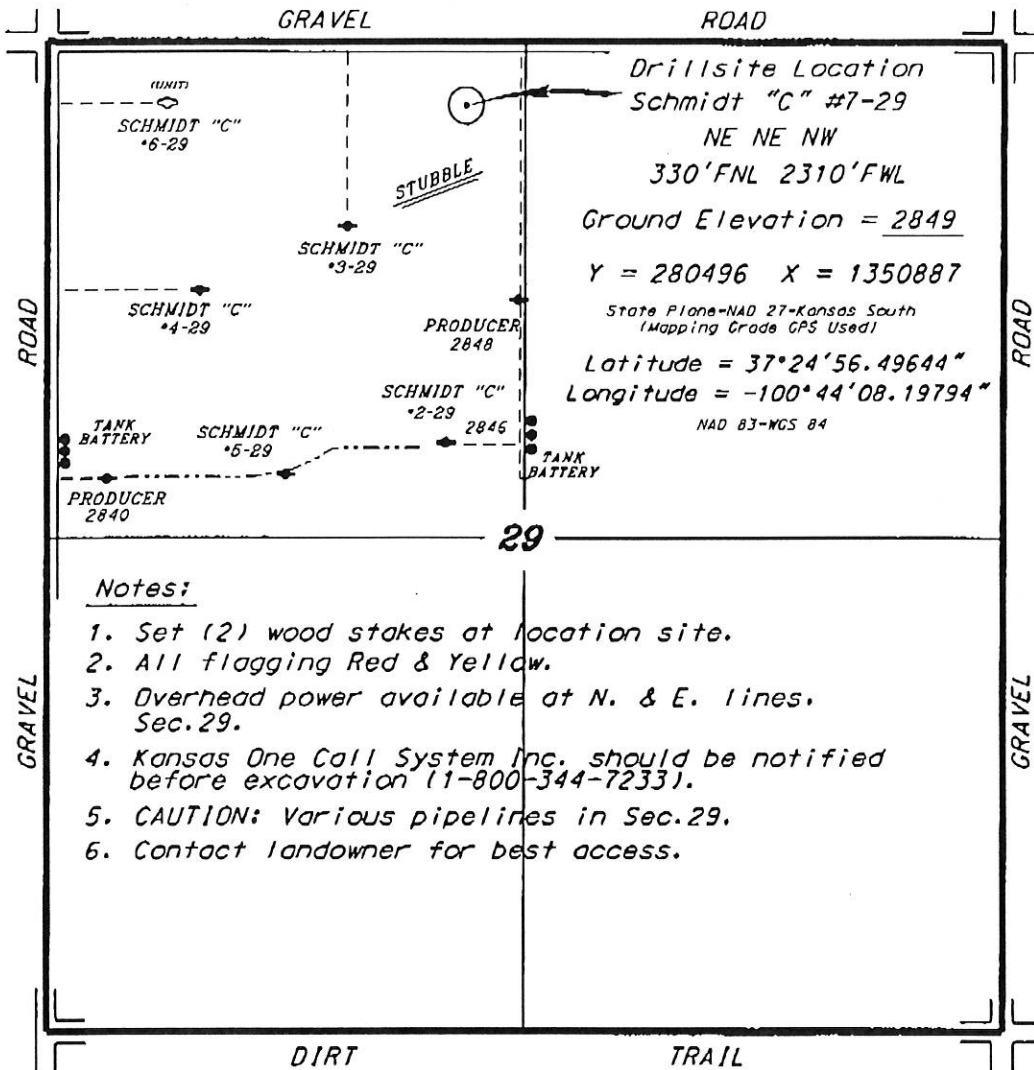 GRAVEL ROAD
Drillsite Location
Schmidt "C" #7-29
NE NE NW
330'FNL 2310'FWL
Ground Elevation = 2849
Y = 280496 X = 1350887
State Plane-NAD 27-Kansas South
(Mapping Grade GPS Used)
Latitude = 37°24'56.49644"
Longitude = -100°44'08.19794"
NAD 83-WGS 84
(UNIT)
SCHMIDT "C"
•6-29
STUBBLE
SCHMIDT "C"
•3-29
SCHMIDT "C"
•4-29
PRODUCER
2848
SCHMIDT "C"
•2-29
2846
TANK
BATTERY
SCHMIDT "C"
•5-29
TANK
BATTERY
PRODUCER
2840
ROAD
ROAD
29
Notes:
1. Set (2) wood stakes at location site.
2. All flagging Red & Yellow.
3. Overhead power available at N. & E. lines.
Sec.29.
4. Kansas One Call System Inc. should be notified
before excavation (1-800-344-7233).
5. CAUTION: Various pipelines in Sec.29.
6. Contact landowner for best access.
GRAVEL
GRAVEL
DIRT TRAIL